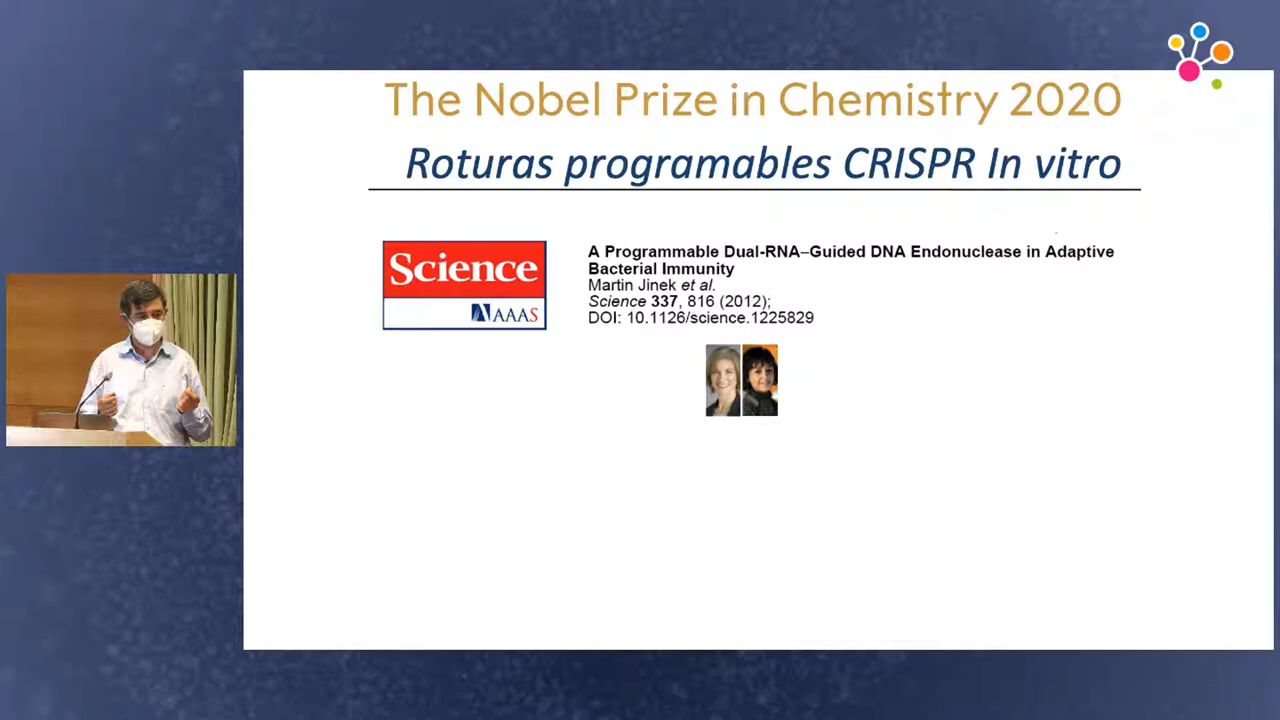 The Nobel Prize in Chemistry 2020
Roturas programables CRISPR In vitro
Science
AAAS
A Programmable Dual-RNA–Guided DNA Endonuclease in Adaptive
Bacterial Immunity
Martin Jinek et al.
Science 337, 816 (2012);
DOI: 10.1126/science.1225829